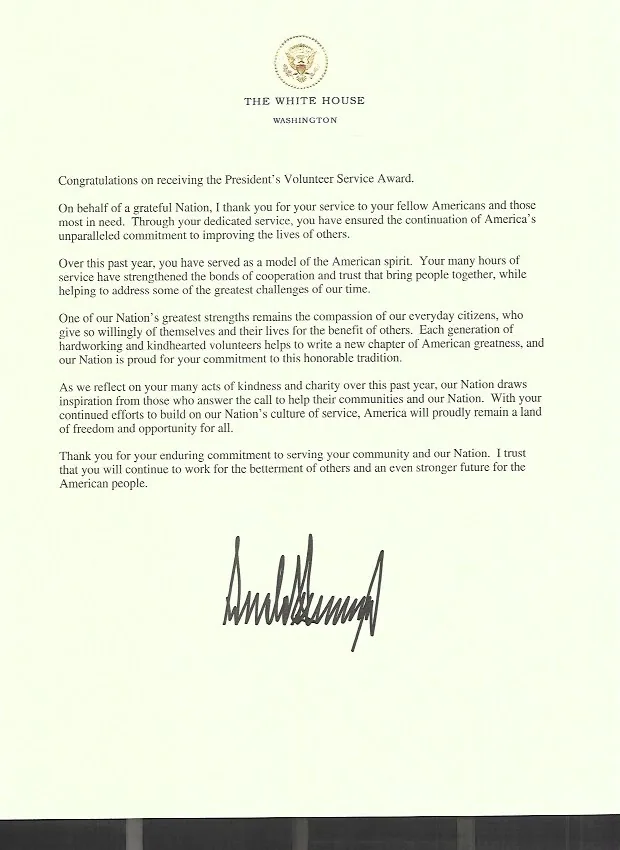 THE WHITE HOUSE
WASHINGTON
Congratulations on receiving the President's Volunteer Service Award.
On behalf of a grateful Nation, I thank you for your service to your fellow Americans and those
most in need. Through your dedicated service, you have ensured the continuation of America's
unparalleled commitment to improving the lives of others.
Over this past year, you have served as a model of the American spirit. Your many hours of
service have strengthened the bonds of cooperation and trust that bring people together, while
helping to address some of the greatest challenges of our time.
One of our Nation's greatest strengths remains the compassion of our everyday citizens, who
give so willingly of themselves and their lives for the benefit of others. Each generation of
hardworking and kindhearted volunteers helps to write a new chapter of American greatness, and
our Nation is proud for your commitment to this honorable tradition.
As we reflect on your many acts of kindness and charity over this past year, our Nation draws
inspiration from those who answer the call to help their communities and our Nation. With your
continued efforts to build on our Nation's culture of service, America will proudly remain a land
of freedom and opportunity for all.
Thank you for your enduring commitment to serving your community and our Nation. I trust
that you will continue to work for the betterment of others and an even stronger future for the
American people.